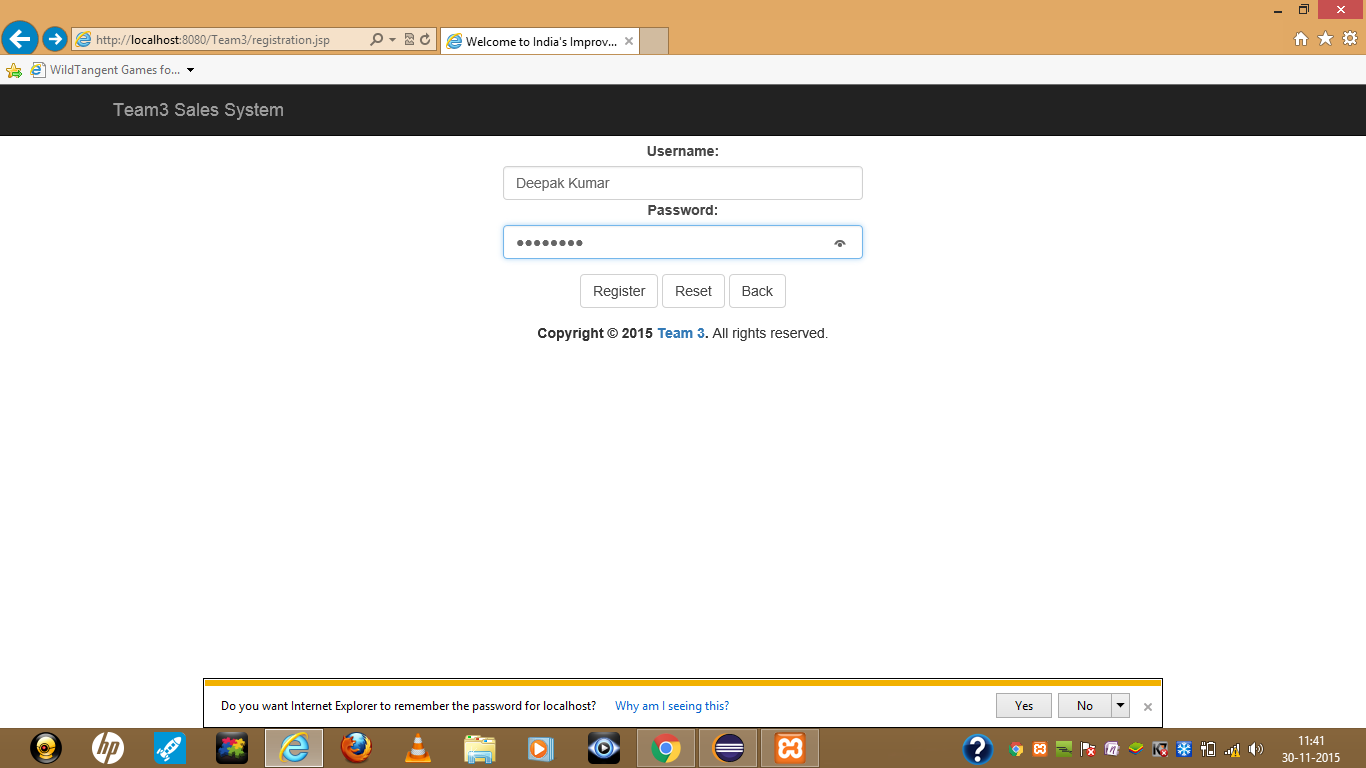 http://localhost:8080/Team3/registration.jsp
Welcome to India's Improv...
WildTangent Games fo...
Team3 Sales System
Username:
Deepak Kumar
Password:
••••••••
Register Reset Back
Copyright © 2015 Team 3. All rights reserved.
Do you want Internet Explorer to remember the password for localhost? Why am I seeing this? Yes No
11:41
30-11-2015